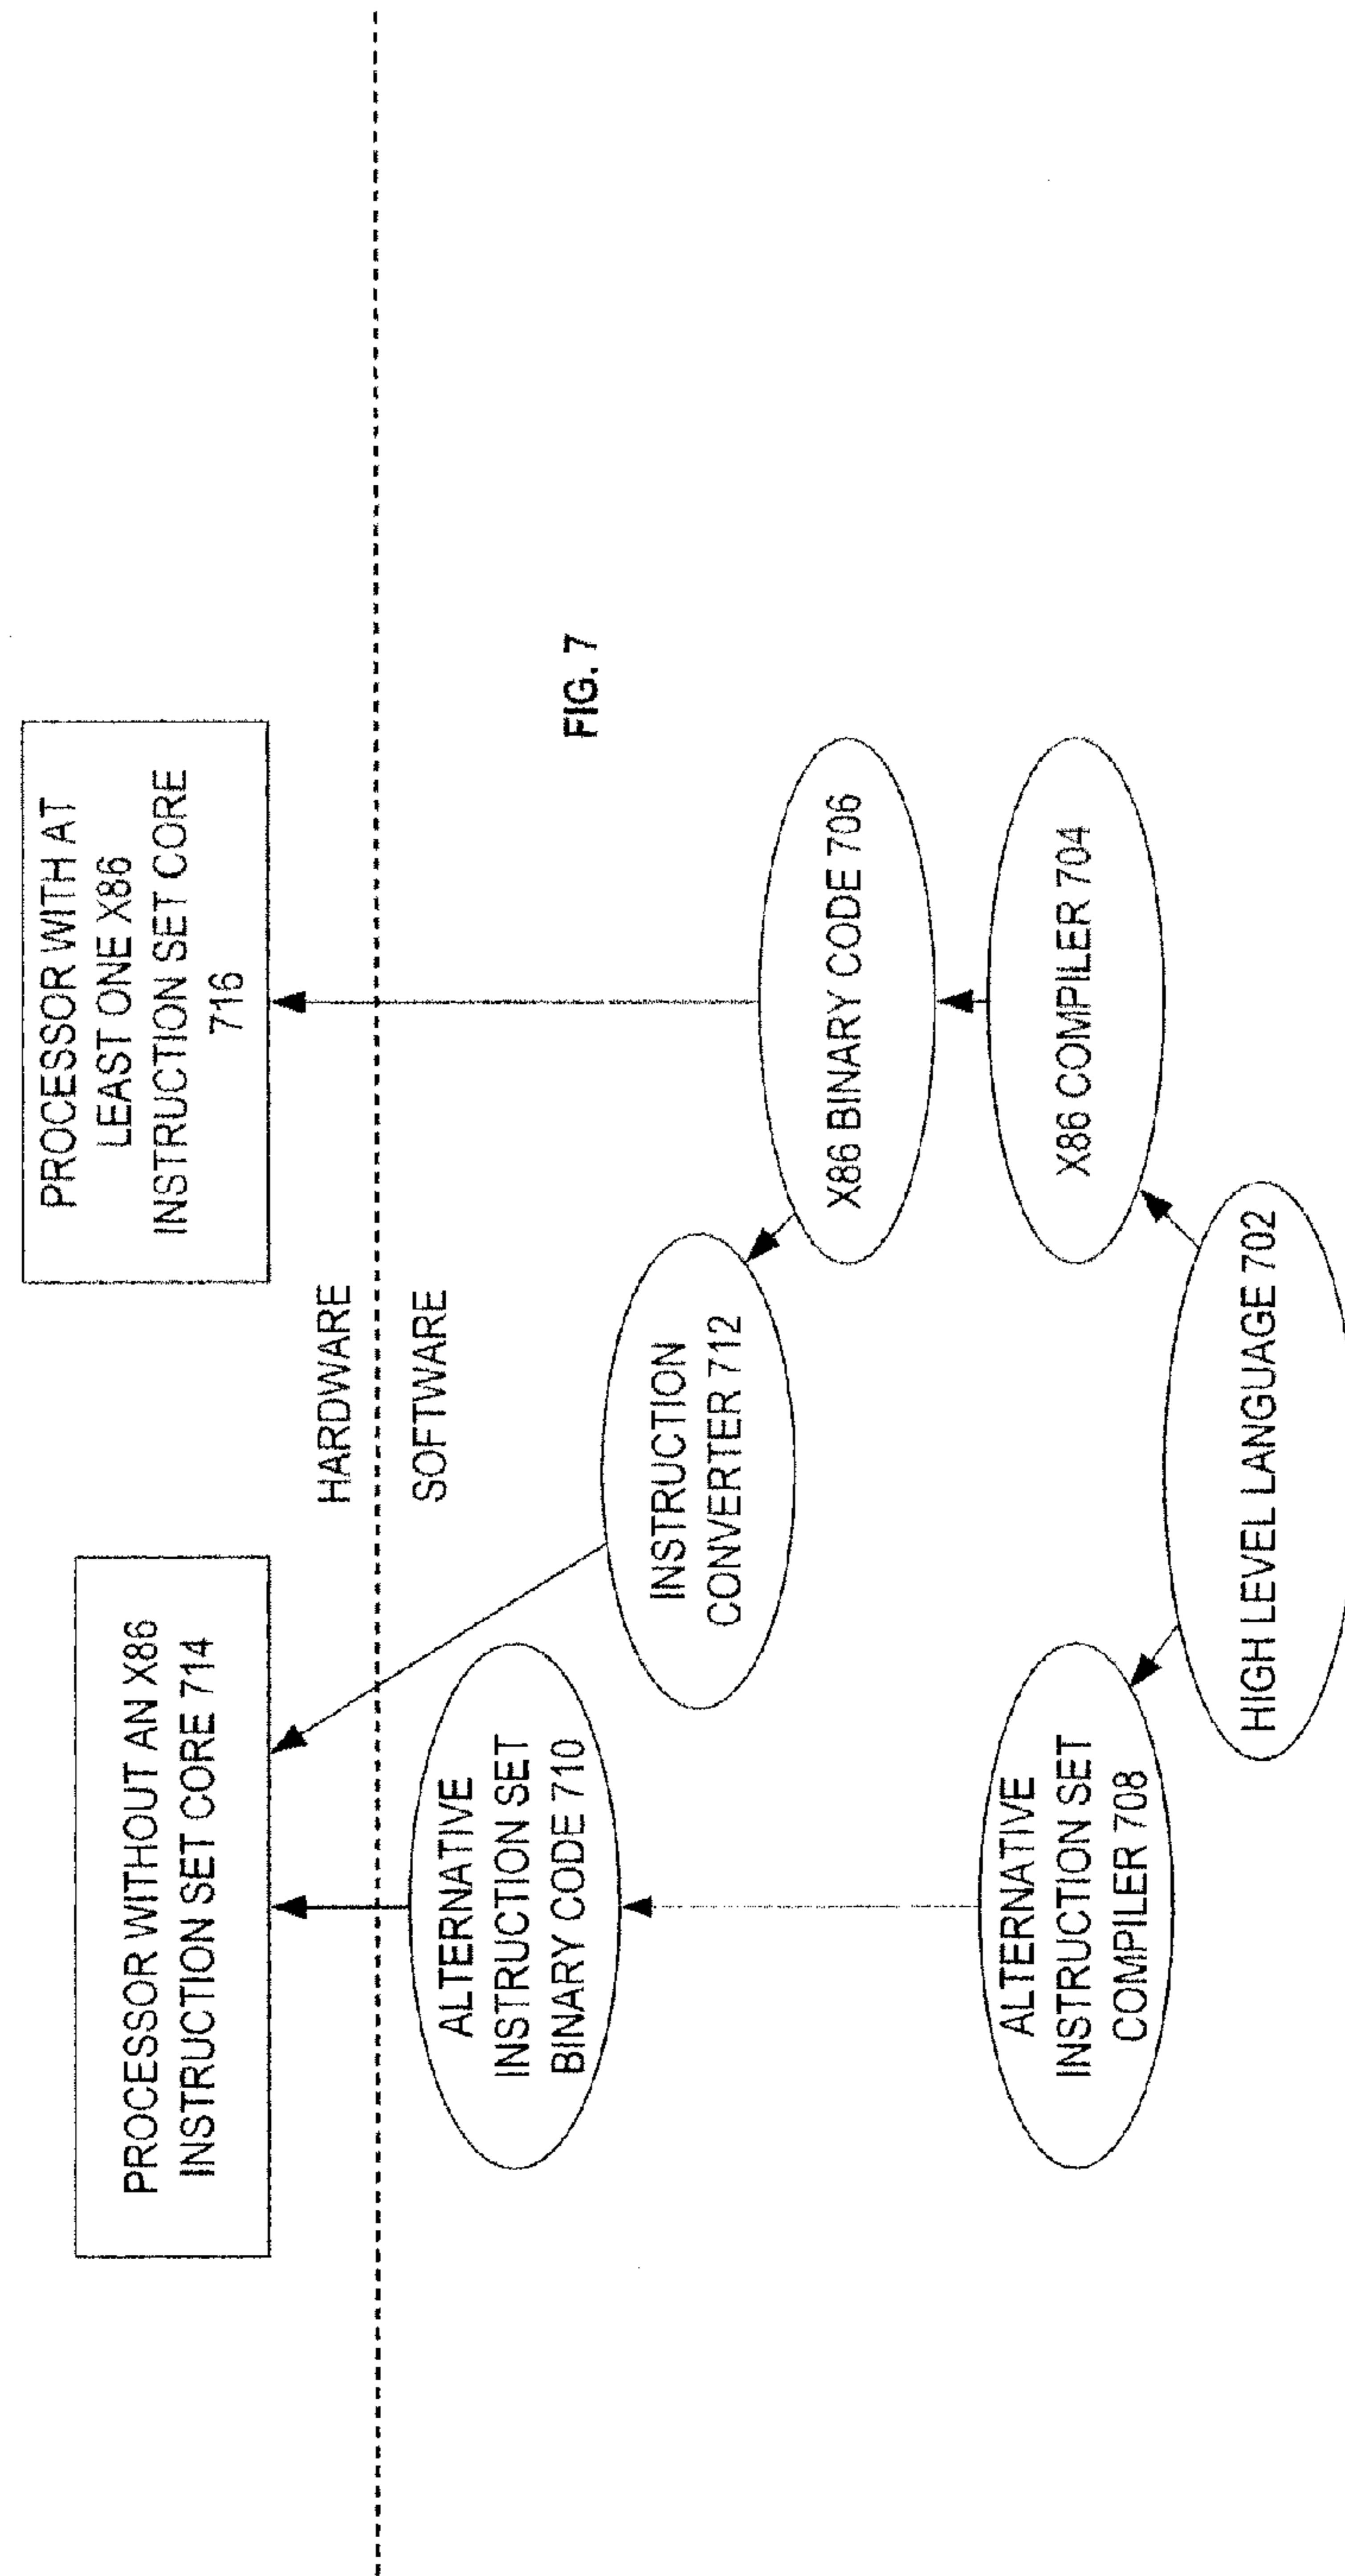 PROCESSOR WITHOUT AN X86
INSTRUCTION SET CORE 714
PROCESSOR WITH AT
LEAST ONE X86
INSTRUCTION SET CORE
716
HARDWARE
SOFTWARE
ALTERNATIVE
INSTRUCTION SET
BINARY CODE 710
INSTRUCTION
CONVERTER 712
FIG. 7
X86 BINARY CODE 706
ALTERNATIVE
INSTRUCTION SET
COMPILER 708
X86 COMPILER 704
HIGH LEVEL LANGUAGE 702